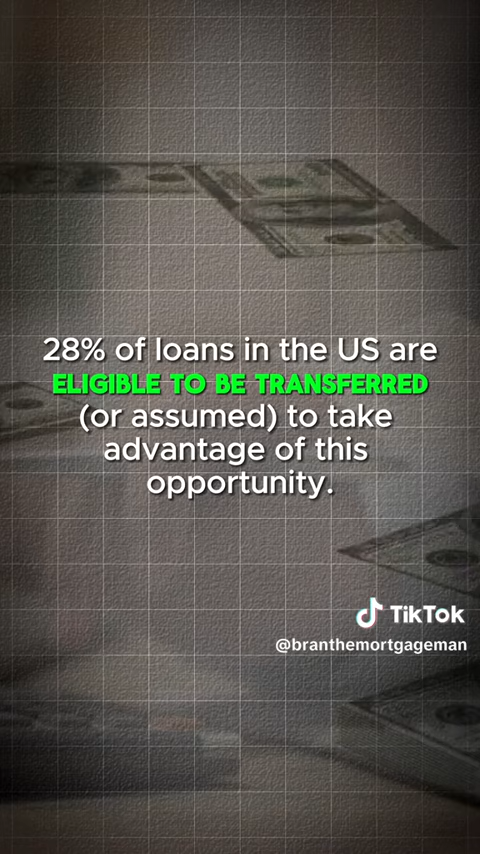 28% of loans in the US are
ELIGIBLE TO BE TRANSFERRED
(or assumed) to take
advantage of this
opportunity.
TikTok
@branthemortgageman